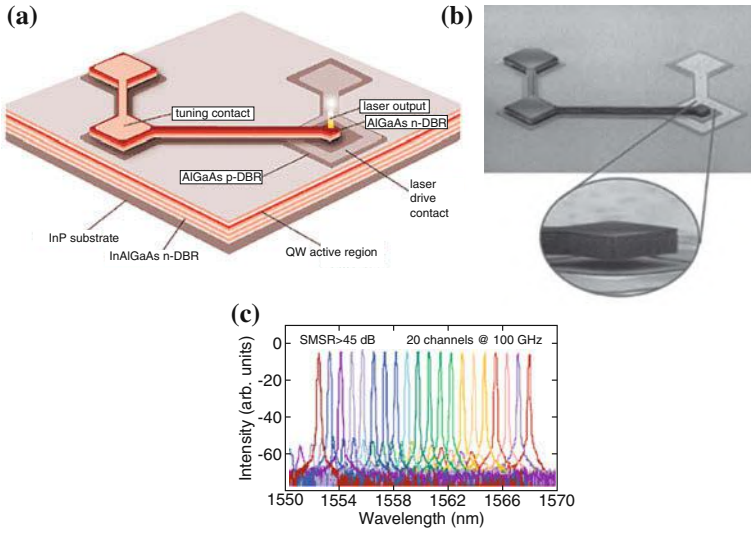 (a)
tuning contact
laser output
AlGaAs n-DBR
AlGaAs p-DBR
laser
drive
contact
InP substrate
InAlGaAs n-DBR
QW active region
(b)
(c)
SMSR>45 dB
20 channels @ 100 GHz
Intensity (arb. units)
0
-20
-40
-60
1550
1554
1558
1562
1566
1570
Wavelength (nm)